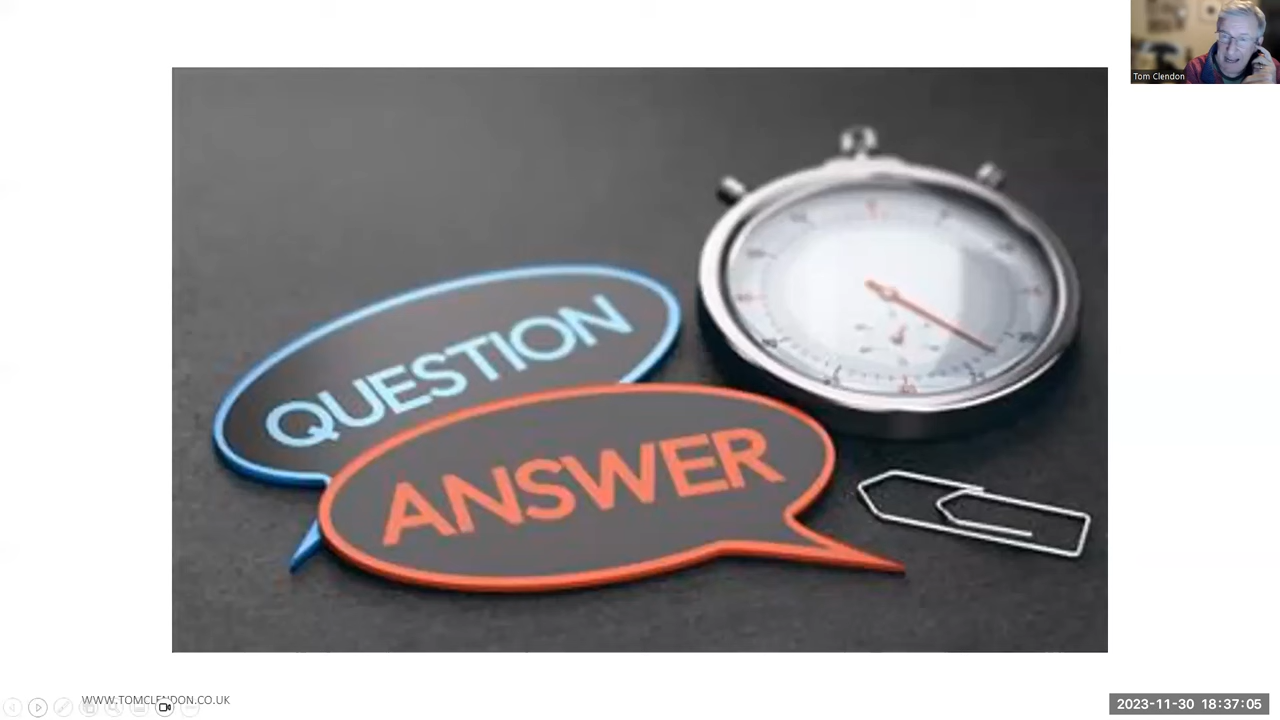 Tom Clendon
QUESTION
ANSWER
WWW.TOMCLENDON.CO.UK
2023-11-30 18:37:05